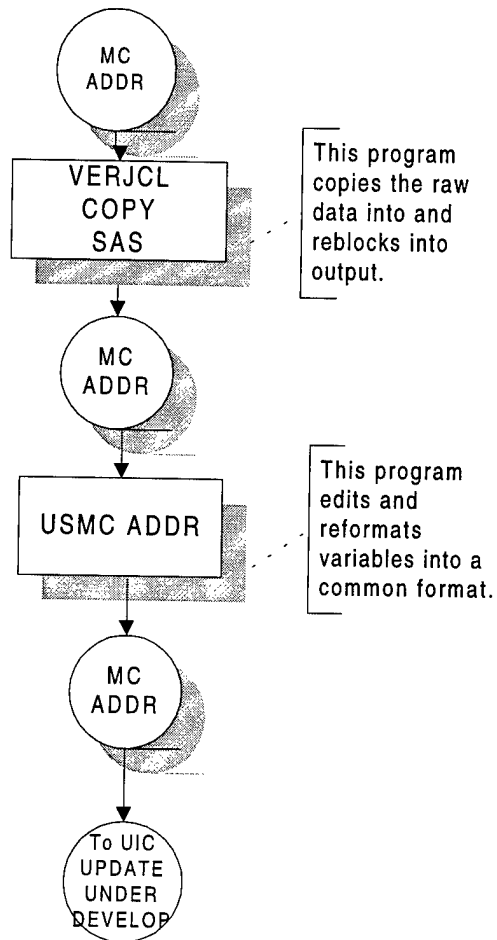 MC
ADDR
VERJCL
COPY
SAS
This program
copies the raw
data into and
reblocks into
output.
MC
ADDR
USMC ADDR
This program
edits and
reformats
variables into a
common format.
MC
ADDR
To UIC
UPDATE
UNDER
DEVELOP